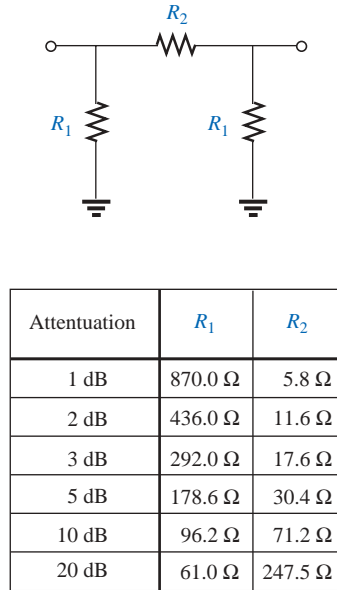 R2
R1 R1
Attentuation R1 R2
1 dB 870.0 Ω 5.8 Ω
2 dB 436.0 Ω 11.6 Ω
3 dB 292.0 Ω 17.6 Ω
5 dB 178.6 Ω 30.4 Ω
10 dB 96.2 Ω 71.2 Ω
20 dB 61.0 Ω 247.5 Ω